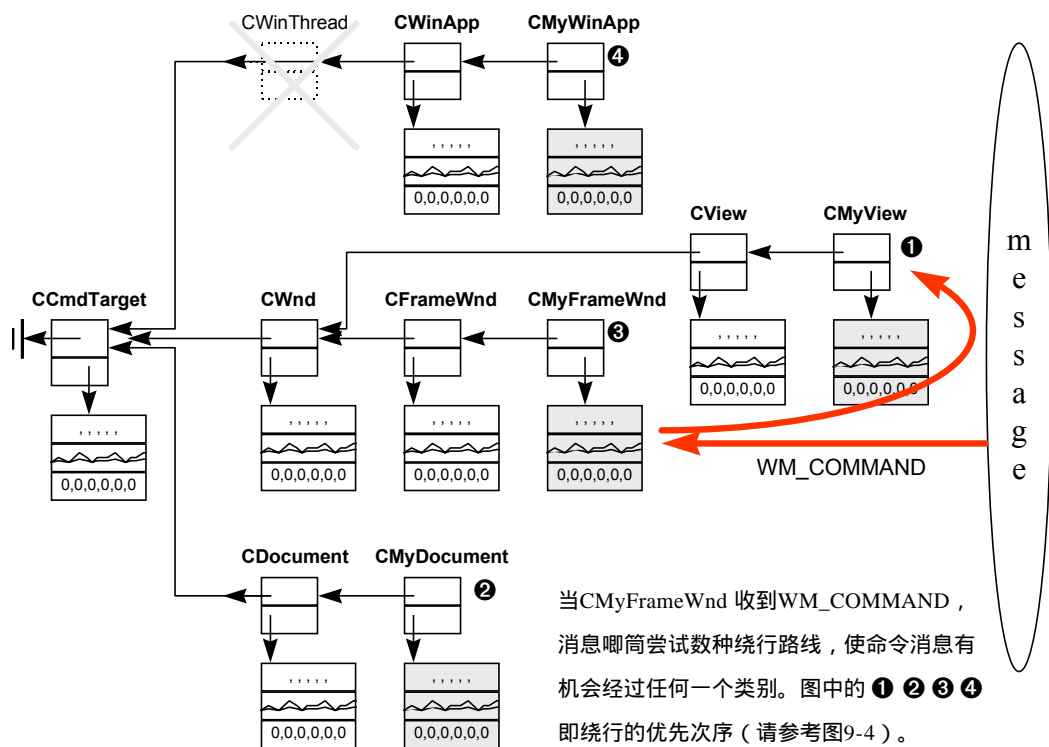 CWinThread
CWinApp
CMyWinApp
❹
, , , , ,
, , , , ,
0,0,0,0,0,0
0,0,0,0,0,0
CView
CMyView
❶
message
CCmdTarget
CWnd
CFrameWnd
CMyFrameWnd
❸
, , , , ,
, , , , ,
0,0,0,0,0,0
0,0,0,0,0,0
, , , , ,
, , , , ,
, , , , ,
, , , , ,
0,0,0,0,0,0
0,0,0,0,0,0
0,0,0,0,0,0
0,0,0,0,0,0
WM_COMMAND
CDocument
CMyDocument
❷
, , , , ,
, , , , ,
0,0,0,0,0,0
0,0,0,0,0,0
当CMyFrameWnd 收到WM_COMMAND，
消息唧筒尝试数种绕行路线，使命令消息有
机会经过任何一个类别。图中的 ❶ ❷ ❸ ❹
即绕行的优先次序（请参考图9-4）。